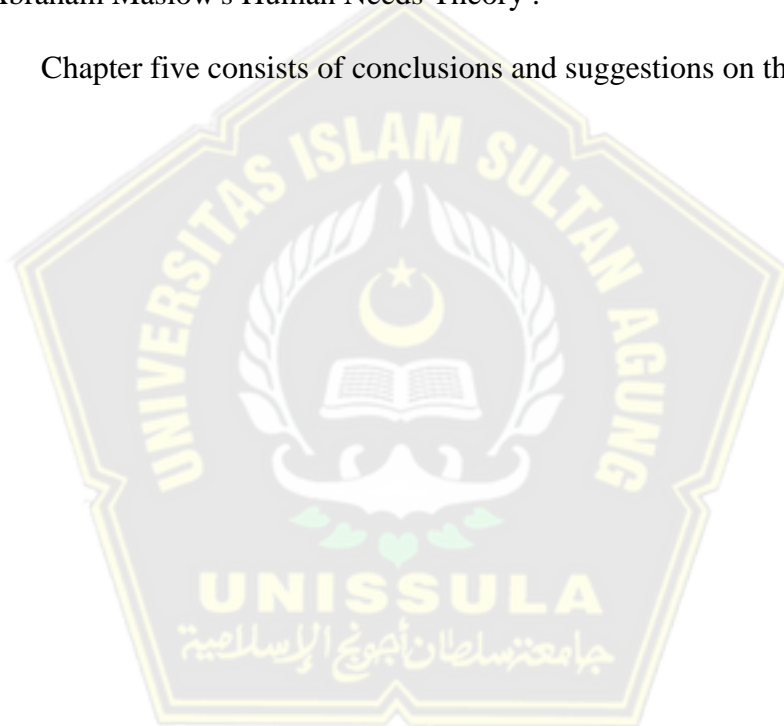 Abraham Maslow's Human Needs Theory .
Chapter five consists of conclusions and suggestions on th
UNIVERSITAS ISLAM SULTAN AGUNG
UNISSULA
جامعة سلطان أجونج الإسلامية